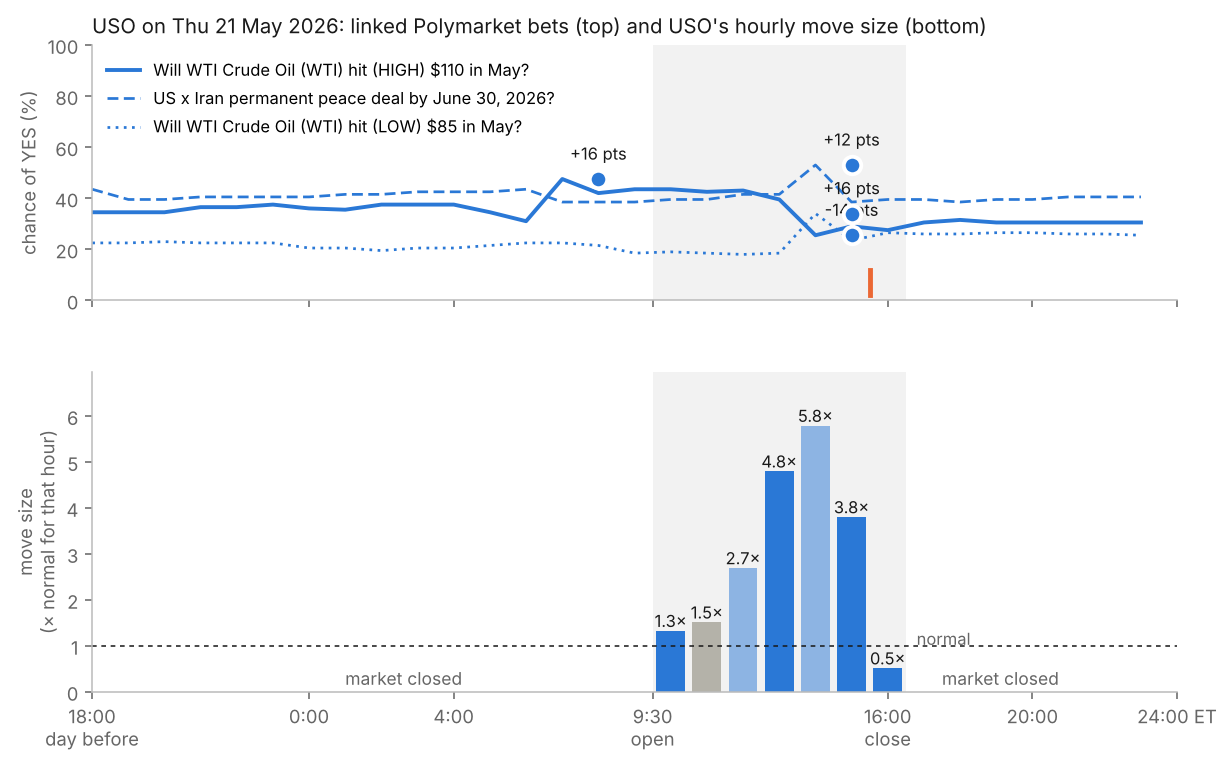 USO on Thu 21 May 2026: linked Polymarket bets (top) and USO's hourly move size (bottom)
100
80
60
40
20
0
chance of YES (%)
Will WTI Crude Oil (WTI) hit (HIGH) $110 in May?
US x Iran permanent peace deal by June 30, 2026?
Will WTI Crude Oil (WTI) hit (LOW) $85 in May?
+16 pts
+12 pts
+16 pts
-14 pts
move size
(× normal for that hour)
6
5
4
3
2
1
0
1.3×
1.5×
2.7×
4.8×
5.8×
3.8×
0.5×
normal
market closed
market closed
18:00
day before
0:00
4:00
9:30
open
16:00
close
20:00
24:00 ET